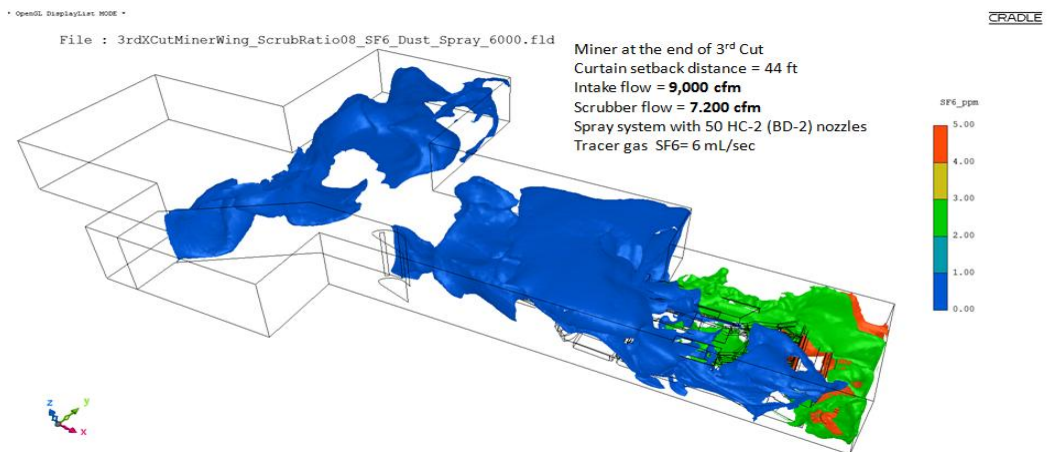 * OpenGL DisplayList MODE *
CRADLE
File : 3rdXCutMinerWing_ScrubRatio08_SF6_Dust_Spray_6000.fld
Miner at the end of 3rd Cut
Curtain setback distance = 44 ft
Intake flow = 9,000 cfm
Scrubber flow = 7.200 cfm
Spray system with 50 HC-2 (BD-2) nozzles
Tracer gas SF6= 6 mL/sec
SF6_ppm
5.00
4.00
3.00
2.00
1.00
0.00
z
y
x